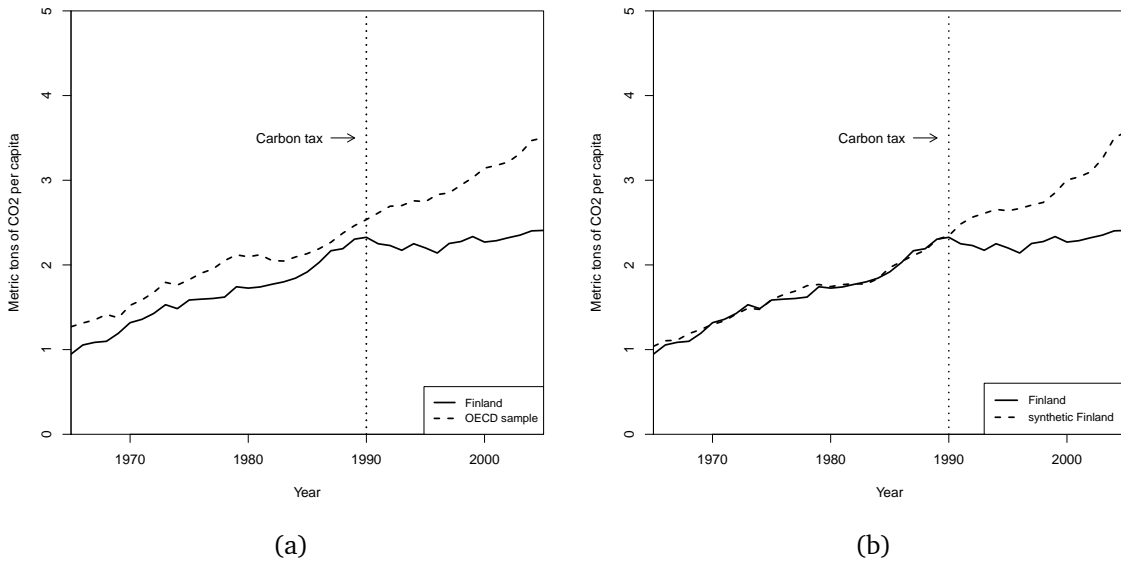 5
4
3
2
1
0
Metric tons of CO2 per capita
Carbon tax
Finland
OECD sample
1970
1980
1990
2000
Year
(a)
5
4
3
2
1
0
Metric tons of CO2 per capita
Carbon tax
Finland
synthetic Finland
1970
1980
1990
2000
Year
(b)